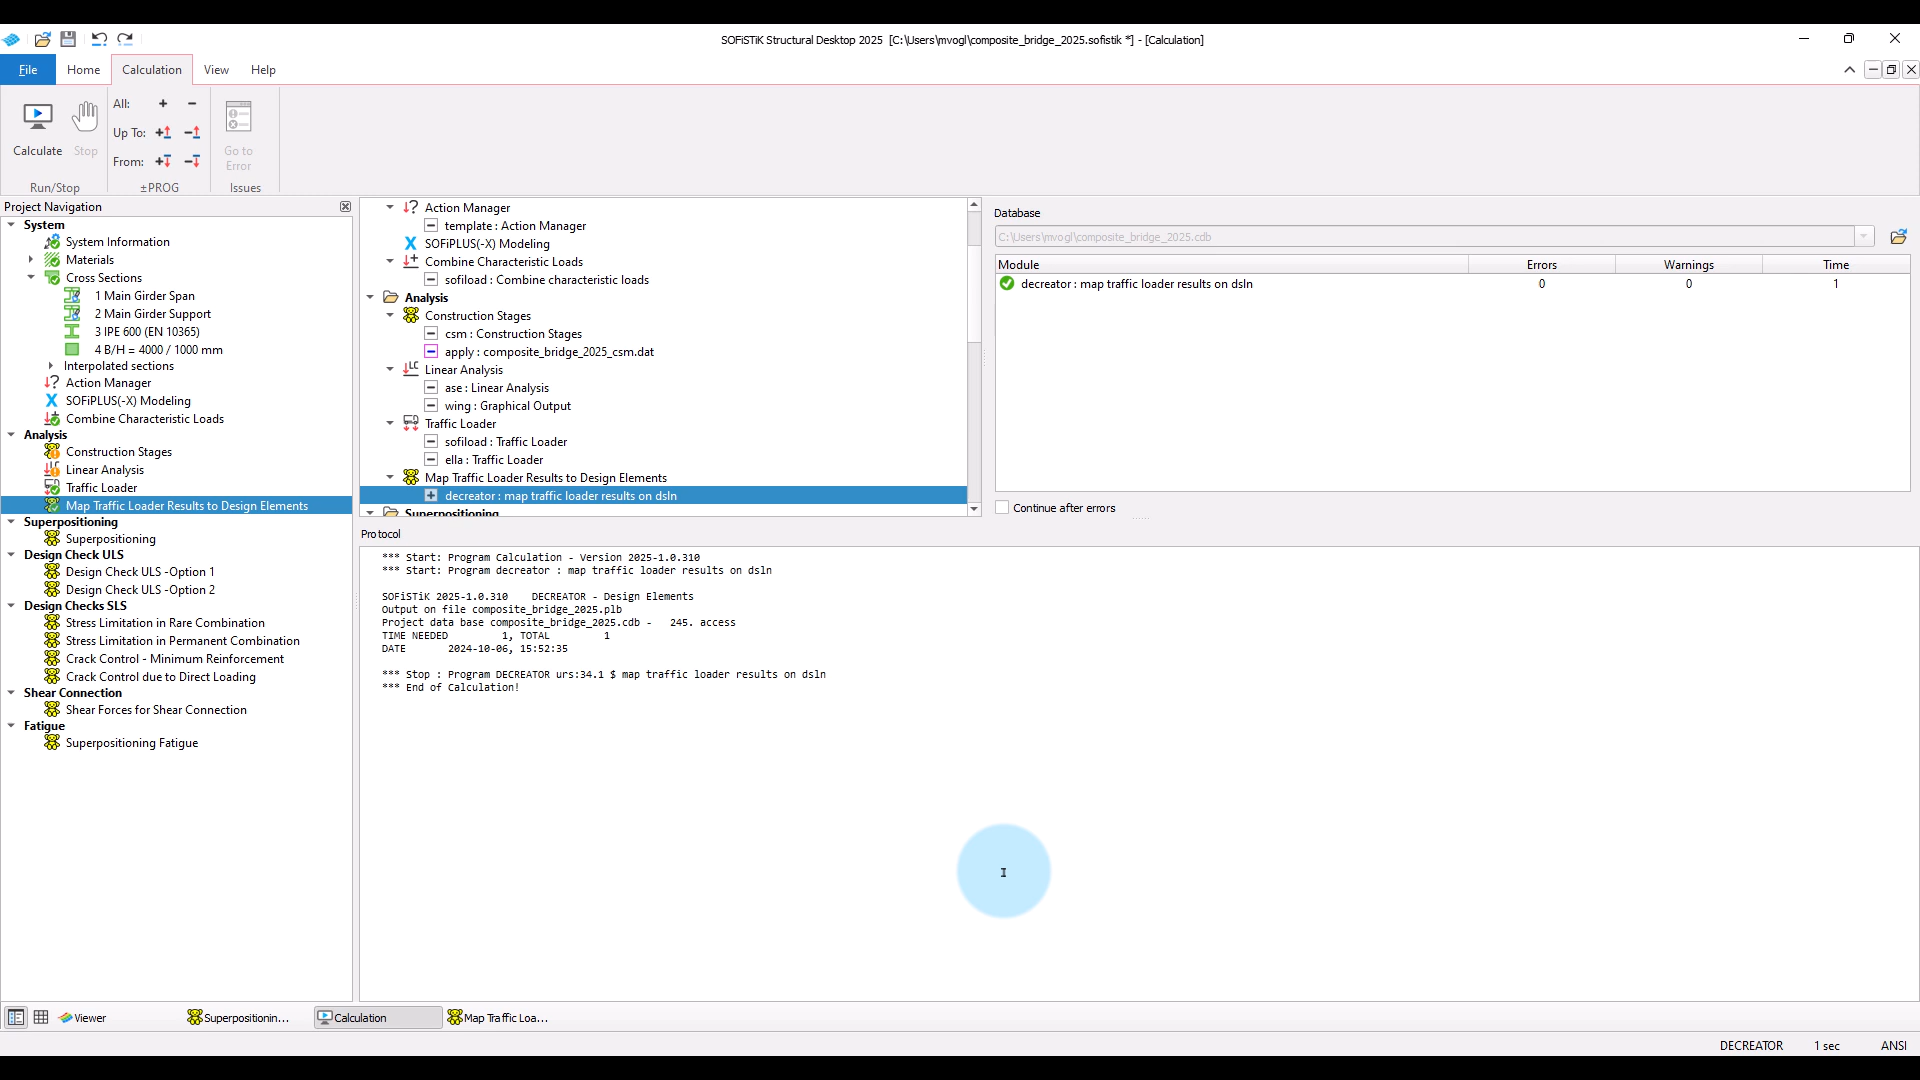 SOFiSTiK Structural Desktop 2025 [C:\Users\mvogl\composite_bridge_2025.sofistik *] - [Calculation]
File Home Calculation View Help
All:
Up To:
From:
Calculate Stop
Go to Error
Run/Stop ±PROG Issues
Project Navigation
System
System Information
Materials
Cross Sections
1 Main Girder Span
2 Main Girder Support
3 IPE 600 (EN 10365)
4 B/H = 4000 / 1000 mm
Interpolated sections
Action Manager
SOFiPLUS(-X) Modeling
Combine Characteristic Loads
Analysis
Construction Stages
Linear Analysis
Traffic Loader
Map Traffic Loader Results to Design Elements
Superpositioning
Superpositioning
Design Check ULS
Design Check ULS -Option 1
Design Check ULS -Option 2
Design Checks SLS
Stress Limitation in Rare Combination
Stress Limitation in Permanent Combination
Crack Control - Minimum Reinforcement
Crack Control due to Direct Loading
Shear Connection
Shear Forces for Shear Connection
Fatigue
Superpositioning Fatigue
Action Manager
template : Action Manager
SOFiPLUS(-X) Modeling
Combine Characteristic Loads
sofiload : Combine characteristic loads
Analysis
Construction Stages
csm : Construction Stages
apply : composite_bridge_2025_csm.dat
Linear Analysis
ase : Linear Analysis
wing : Graphical Output
Traffic Loader
sofiload : Traffic Loader
ella : Traffic Loader
Map Traffic Loader Results to Design Elements
decreator : map traffic loader results on dsln
Superpositioning
Database
C:\Users\mvogl\composite_bridge_2025.cdb
Module Errors Warnings Time
decreator : map traffic loader results on dsln 0 0 1
Continue after errors
Protocol
*** Start: Program Calculation - Version 2025-1.0.310
*** Start: Program decreator : map traffic loader results on dsln
SOFiSTiK 2025-1.0.310 DECREATOR - Design Elements
Output on file composite_bridge_2025.plb
Project data base composite_bridge_2025.cdb - 245. access
TIME NEEDED 1, TOTAL 1
DATE 2024-10-06, 15:52:35
*** Stop : Program DECREATOR urs:34.1 $ map traffic loader results on dsln
*** End of Calculation!
Viewer Superpositionin... Calculation Map Traffic Loa...
DECREATOR 1 sec ANSI